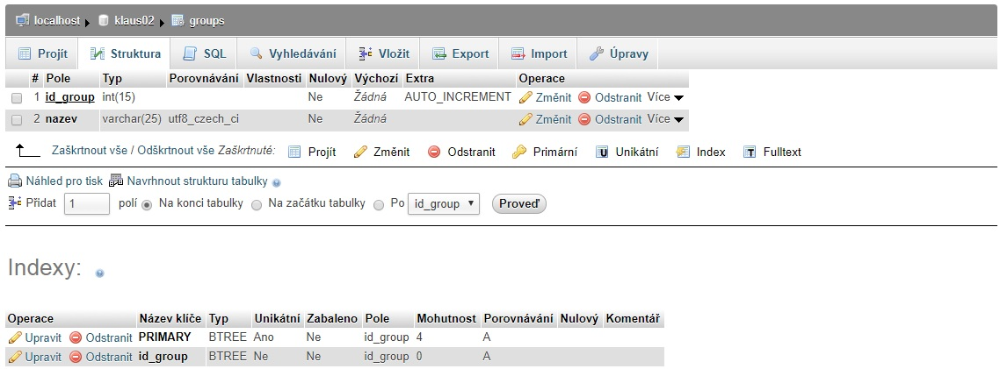 localhost klaus02 groups
Projít Struktura SQL Vyhledávání Vložit Export Import Úpravy
# Pole Typ Porovnávání Vlastnosti Nulový Výchozí Extra Operace
1 id_group int(15) Ne Žádná AUTO_INCREMENT Změnit Odstranit Více
2 nazev varchar(25) utf8_czech_ci Ne Žádná Změnit Odstranit Více
Zaškrtnout vše / Odškrtnout vše Zaškrtnuté: Projít Změnit Odstranit Primární U Unikátní Index T Fulltext
Náhled pro tisk Navrhnout strukturu tabulky
Přidat 1 polí Na konci tabulky Na začátku tabulky Po id_group Proveď
Indexy:
Operace Název klíče Typ Unikátní Zabaleno Pole Mohutnost Porovnávání Nulový Komentář
Upravit Odstranit PRIMARY BTREE Ano Ne id_group 4 A
Upravit Odstranit id_group BTREE Ne Ne id_group 0 A